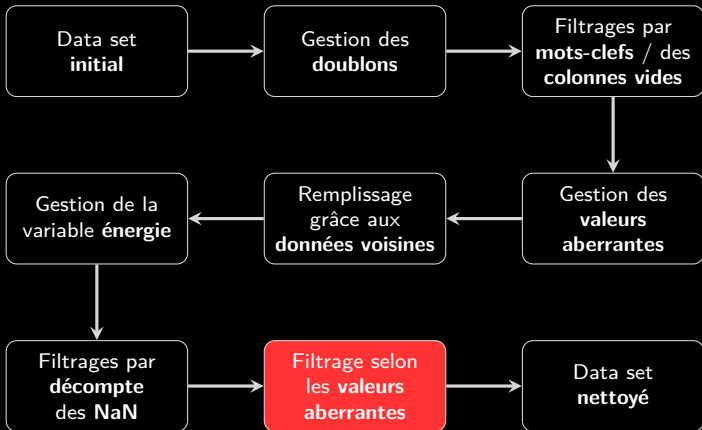 Data set
initial
Gestion des
doublons
Filtrages par
mots-clefs / des
colonnes vides
Gestion des
valeurs
aberrantes
Remplissage
grâce aux
données voisines
Gestion de la
variable énergie
Filtrages par
décompte
des NaN
Filtrage selon
les valeurs
aberrantes
Data set
nettoyé